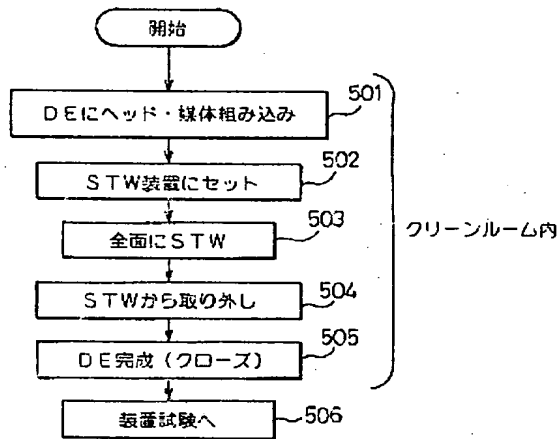 開始
DEにヘッド・媒体組み込み
501
STW装置にセット
502
全面にSTW
503
クリーンルーム内
STWから取り外し
504
DE完成(クローズ)
505
装置試験へ
506